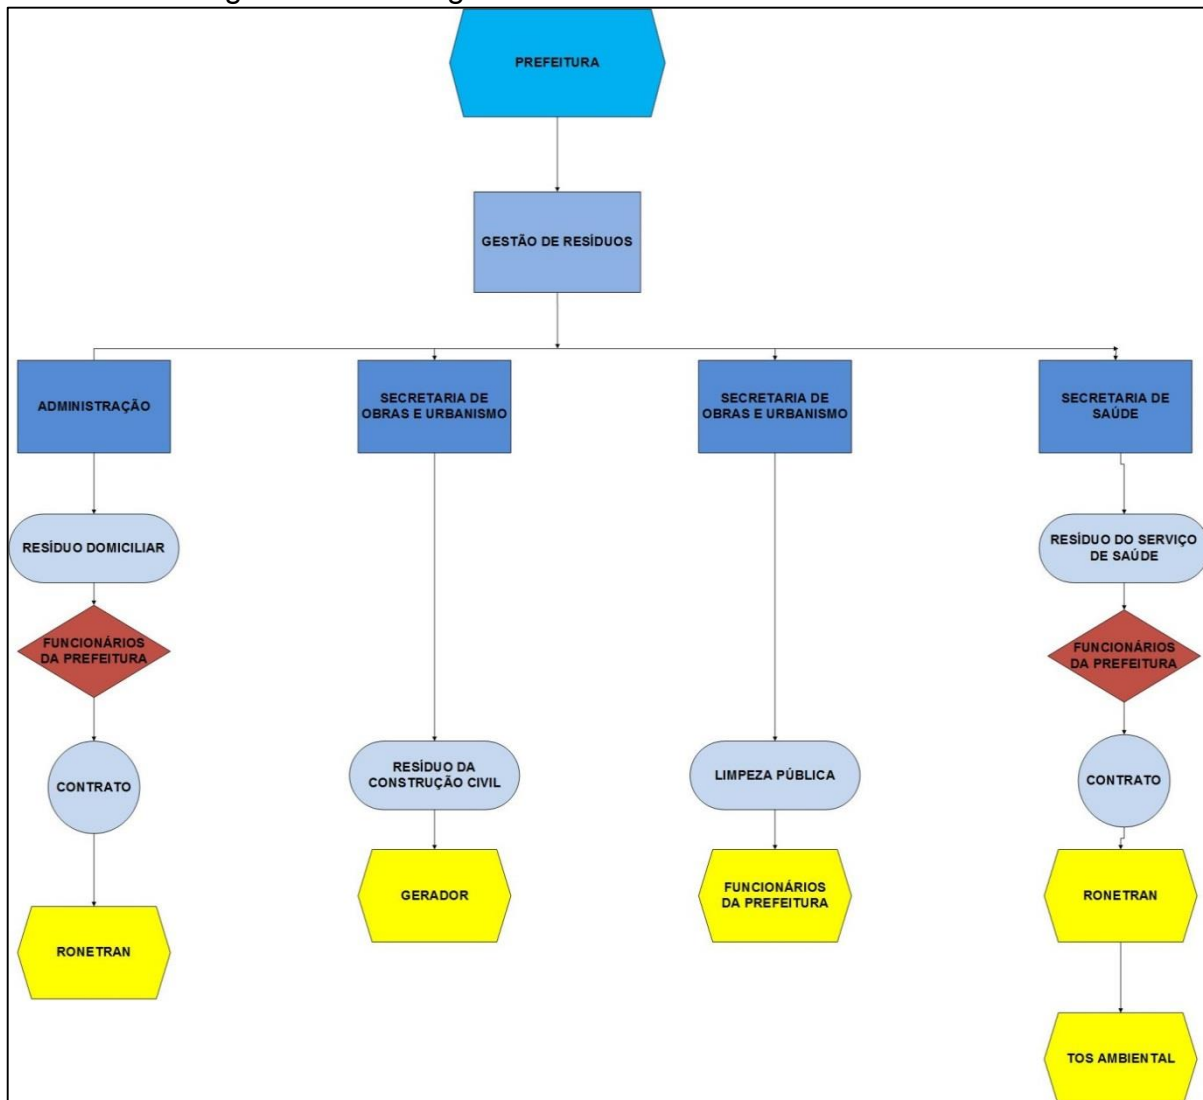 PREFEITURA
GESTÃO DE RESÍDUOS
ADMINISTRAÇÃO
SECRETARIA DE
OBRAS E URBANISMO
SECRETARIA DE
OBRAS E URBANISMO
SECRETARIA DE
SAÚDE
RESÍDUO DOMICILIAR
RESÍDUO DO SERVIÇO
DE SAÚDE
FUNCIONÁRIOS
DA PREFEITURA
FUNCIONÁRIOS
DA PREFEITURA
CONTRATO
RESÍDUO DA
CONSTRUÇÃO CIVIL
LIMPEZA PÚBLICA
CONTRATO
GERADOR
FUNCIONÁRIOS
DA PREFEITURA
RONETRAN
RONETRAN
TOS AMBIENTAL